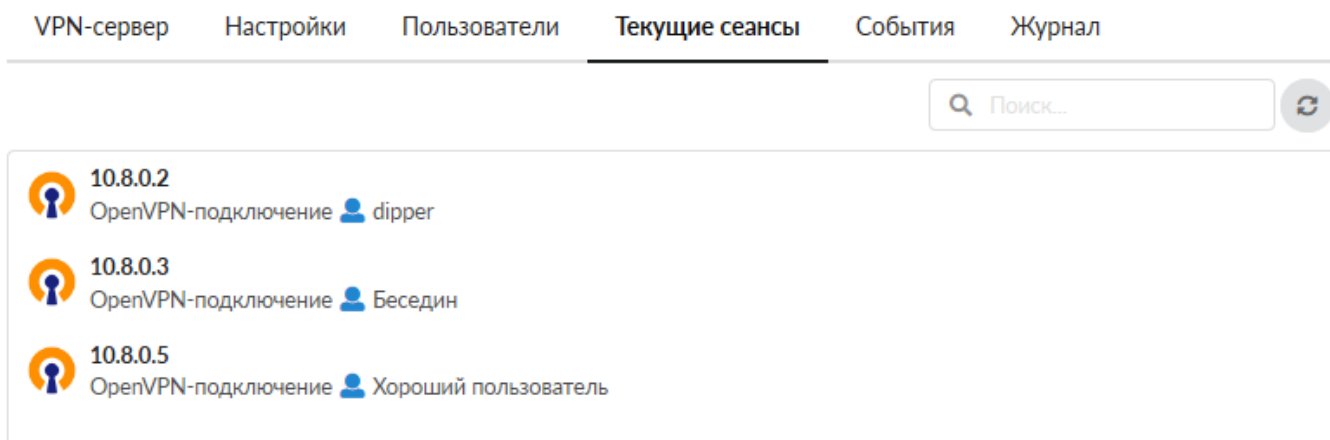 VPN-сервер Настройки Пользователи Текущие сеансы События Журнал
Поиск...
10.8.0.2
OpenVPN-подключение dipper
10.8.0.3
OpenVPN-подключение Беседин
10.8.0.5
OpenVPN-подключение Хороший пользователь